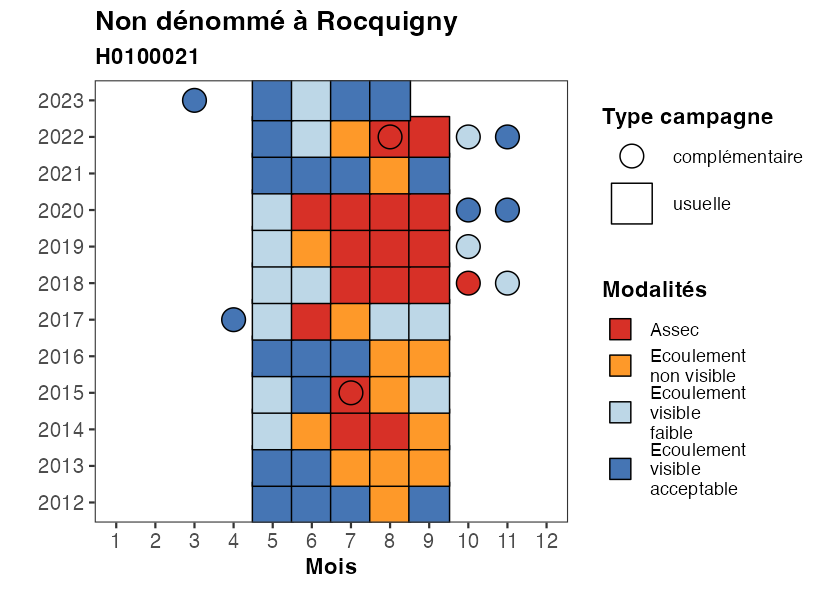 Non dénommé à Rocquigny
H0100021
2023
2022
2021
2020
2019
2018
2017
2016
2015
2014
2013
2012
1 2 3 4 5 6 7 8 9 10 11 12
Mois
Type campagne
complémentaire
usuelle
Modalités
Assec
Ecoulement
non visible
Ecoulement
visible
faible
Ecoulement
visible
acceptable